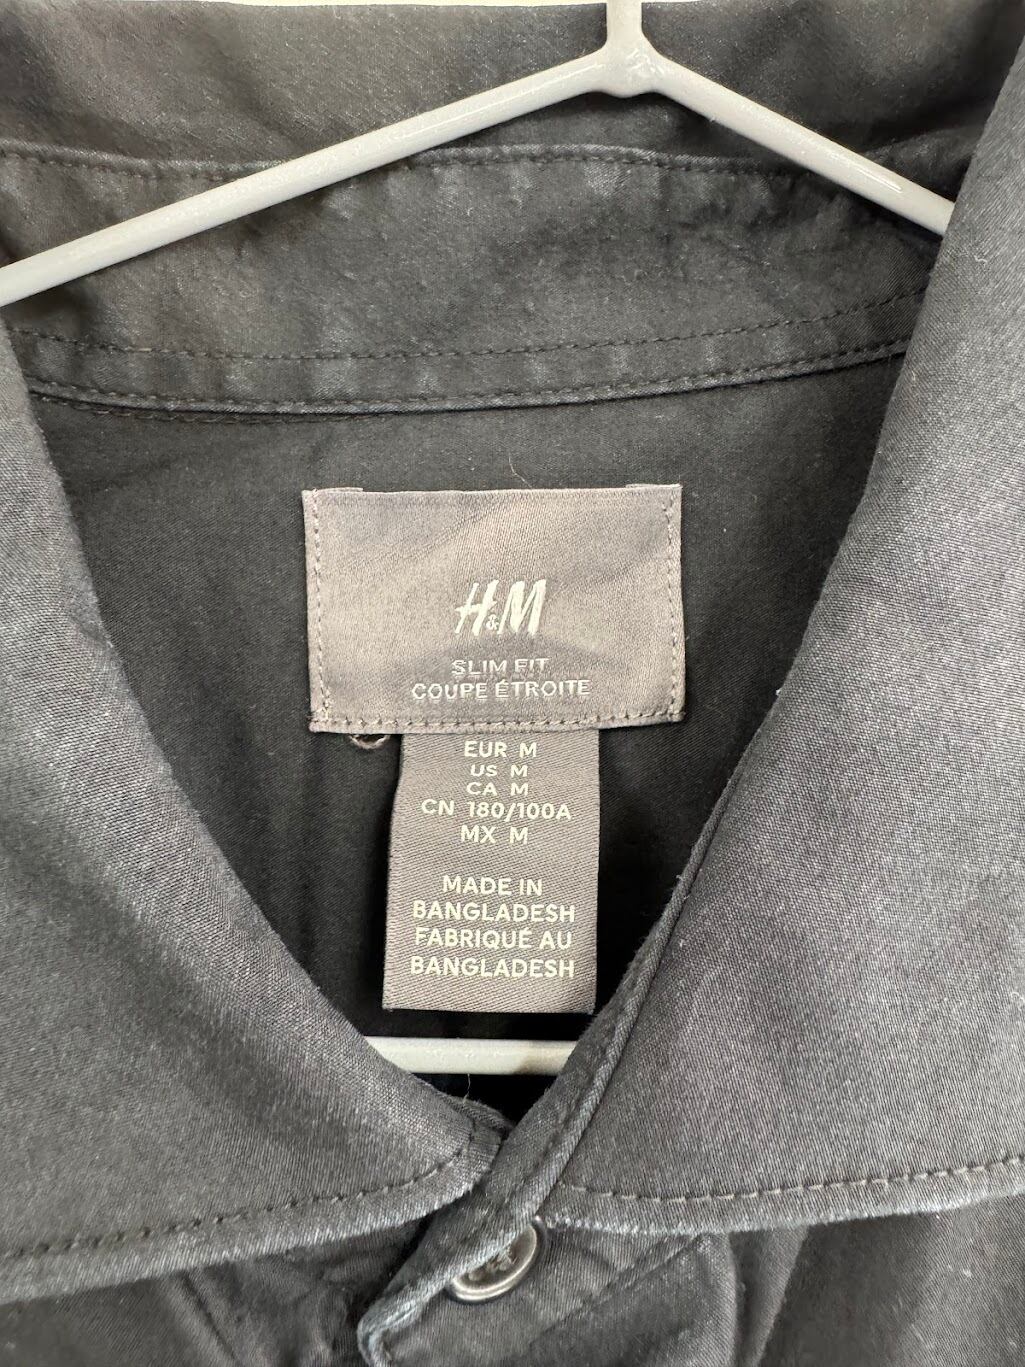 H&M
SLIM FIT
COUPE ÉTROITE
EUR M
US M
CA M
CN 180/100A
MX M
MADE IN
BANGLADESH
FABRIQUÉ AU
BANGLADESH